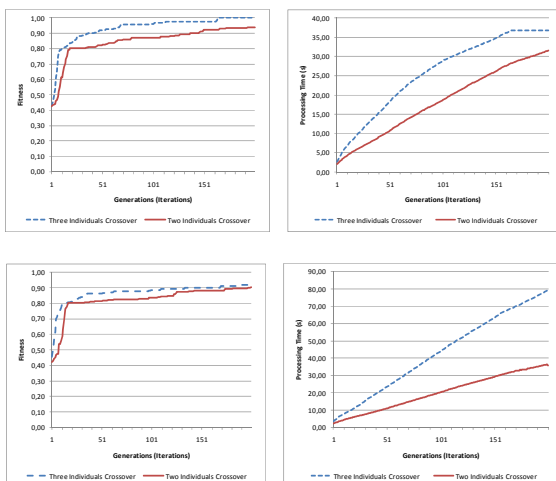 1,00
0,90
0,80
0,70
0,60
0,50
0,40
0,30
0,20
0,10
0,00
Fitness
1 51 101 151
Generations (Iterations)
Three Individuals Crossover Two Individuals Crossover
40,00
35,00
30,00
25,00
20,00
15,00
10,00
5,00
0,00
Processing Time (s)
1 51 101 151
Generations (Iterations)
Three Individuals Crossover Two Individuals Crossover
1,00
0,90
0,80
0,70
0,60
0,50
0,40
0,30
0,20
0,10
0,00
Fitness
1 51 101 151
Generations (Iterations)
Three Individuals Crossover Two Individuals Crossover
90,00
80,00
70,00
60,00
50,00
40,00
30,00
20,00
10,00
0,00
Processing Time (s)
1 51 101 151
Generations (Iterations)
Three Individuals Crossover Two Individuals Crossover